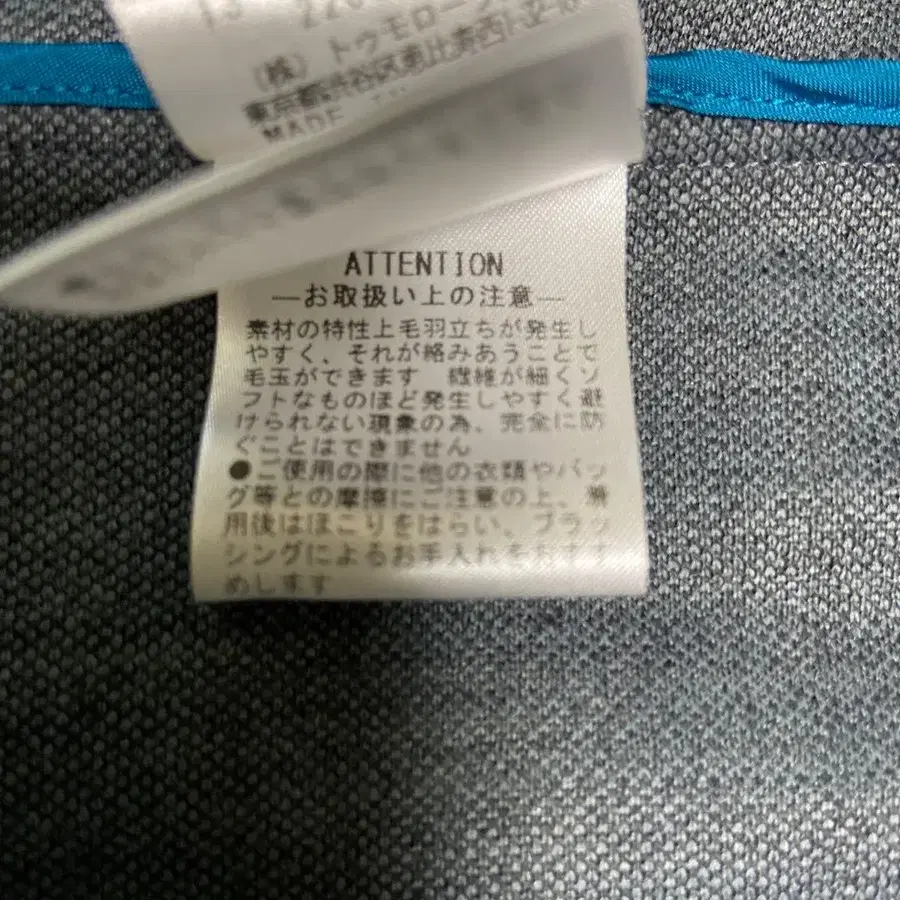 13
(株)トゥモローラ
東京都渋谷区恵比寿西1-
MADE IN
ATTENTION
―お取扱い上の注意―
素材の特性上毛羽立ちが発生し
やすく、それが絡みあうことで
毛玉ができます 繊維が細くソ
フトなものほど発生しやすく避
けられない現象の為、完全に防
ぐことはできません
●ご使用の際に他の衣類やバッ
グ等との摩擦にご注意の上、着
用後はほこりをはらい、ブラッ
シングによるお手入れをおすす
めします